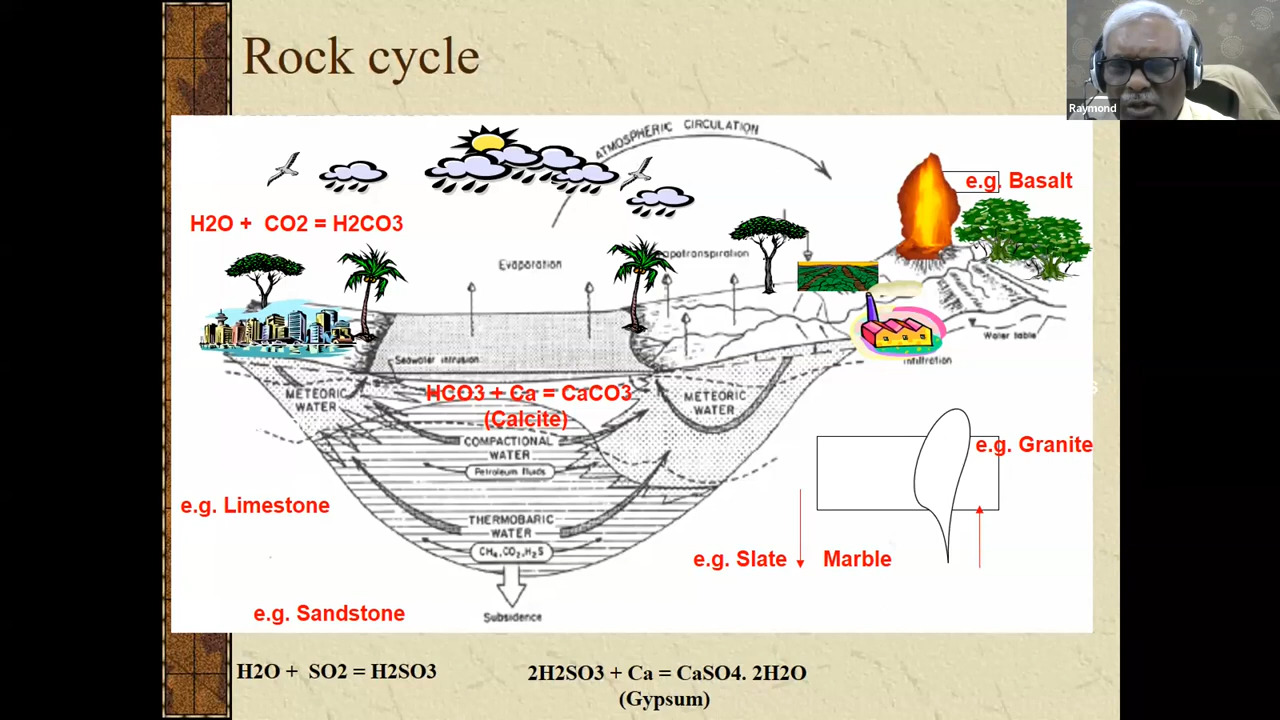 Rock cycle
Raymond
ATMOSPHERIC CIRCULATION
e.g. Basalt
H2O + CO2 = H2CO3
Evaporation
apotranspiration
Water table
Seawater intrusion
infiltration
METEORIC
WATER
HCO3 + Ca = CaCO3
(Calcite)
METEORIC
WATER
COMPACTIONAL
WATER
Petroleum fluids
e.g. Granite
e.g. Limestone
THERMOBARIC
WATER
CH4,CO2,H2S
e.g. Slate
Marble
e.g. Sandstone
Subsidence
H2O + SO2 = H2SO3
2H2SO3 + Ca = CaSO4. 2H2O
(Gypsum)